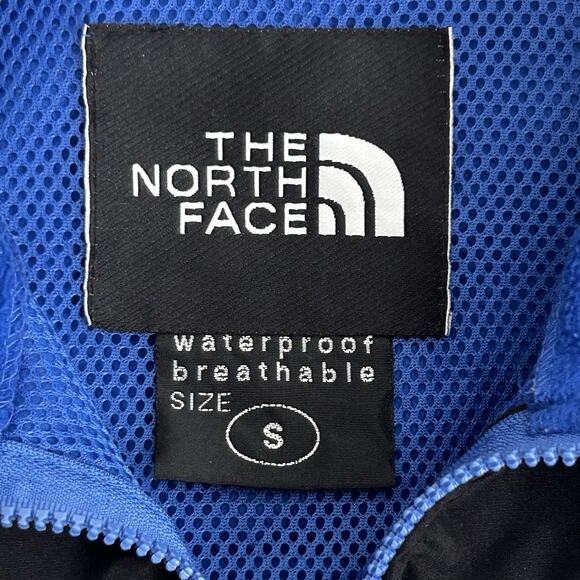 THE
NORTH
FACE
waterproof
breathable
SIZE
S